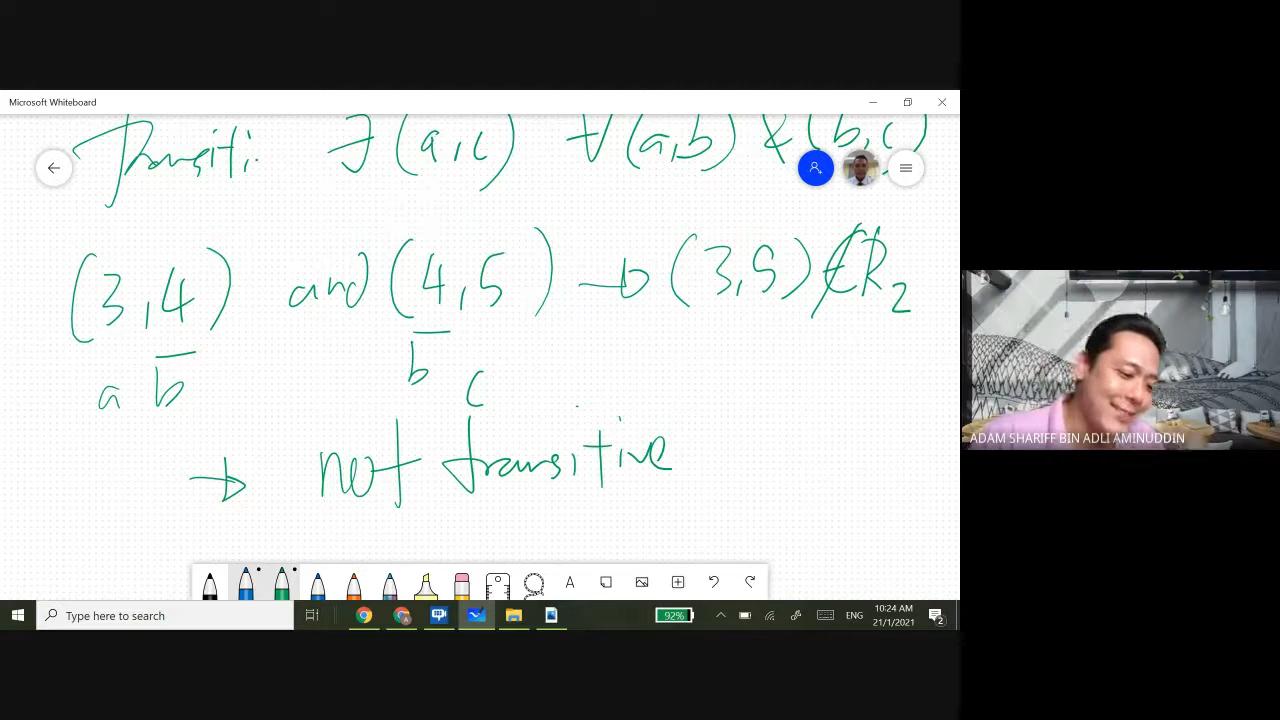 Microsoft Whiteboard
Transiti: ∃ (a,c) ∀ (a,b) & (b,c)
(3,4) and (4,5) → (3,5) ∉ R₂
a b b c
→ not transitive
ADAM SHARIFF BIN ADLI AMINUDDIN
A
Type here to search
92%
ENG
10:24 AM
21/1/2021
2